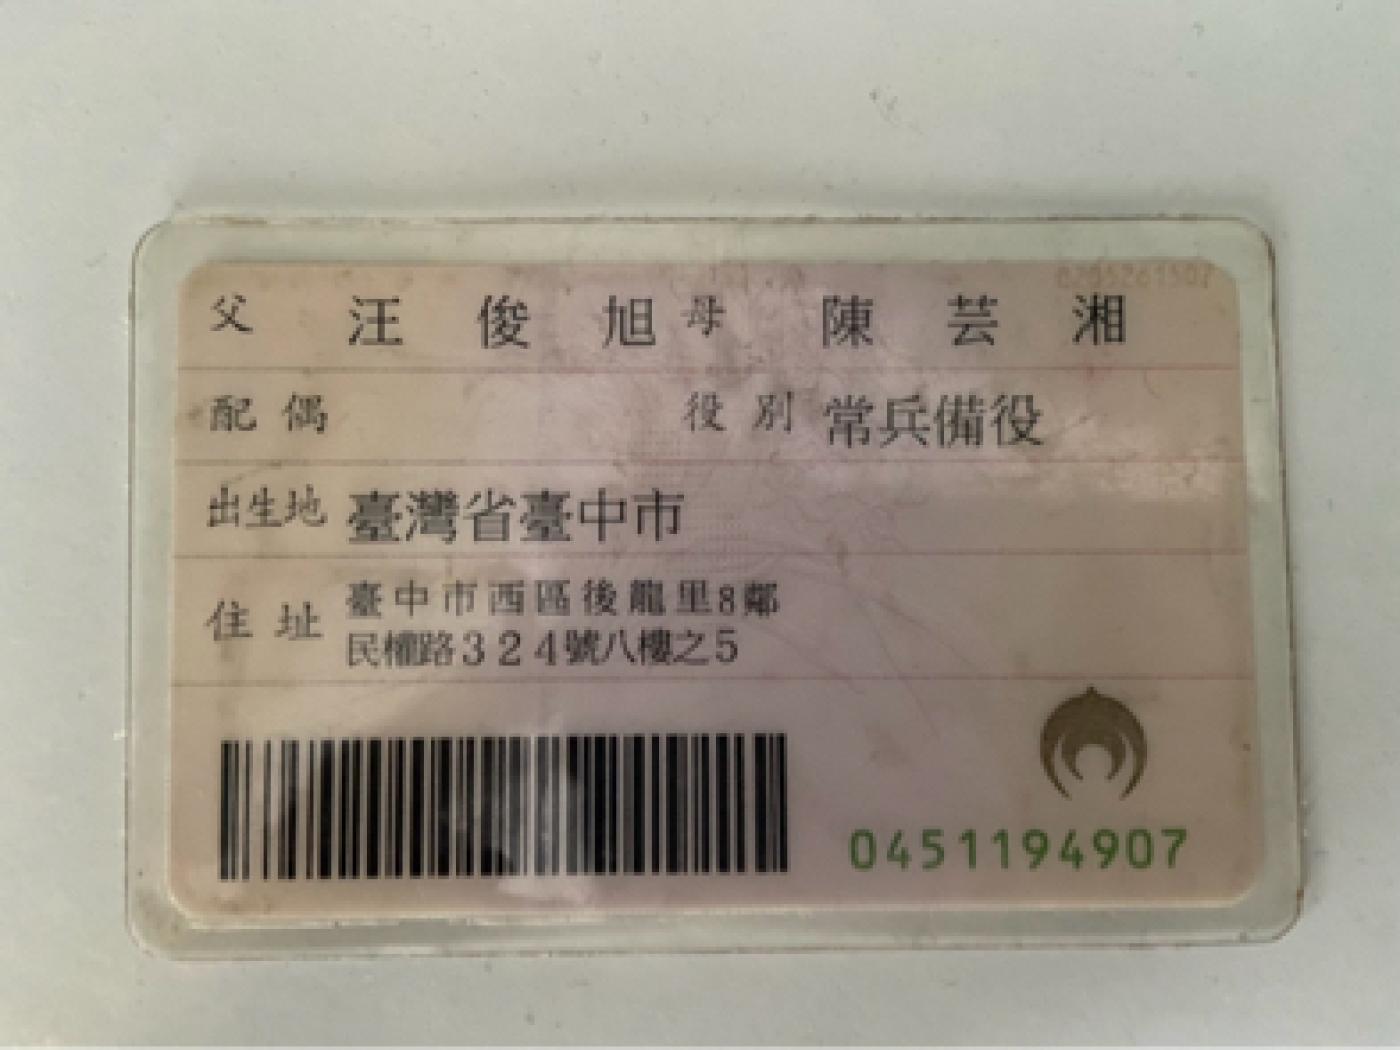 父 汪俊旭 母 陳芸湘
配偶 役別 常兵備役
出生地 臺灣省臺中市
住址 臺中市西區後龍里8鄰
民權路324號八樓之5
0451194907